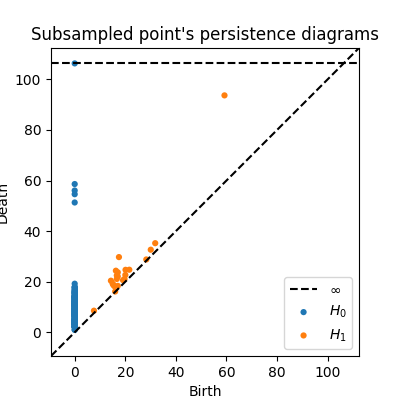 Subsampled point's persistence diagrams
100
80
60
40
20
0
Death
0 20 40 60 80 100
Birth
∞
H₀
H₁